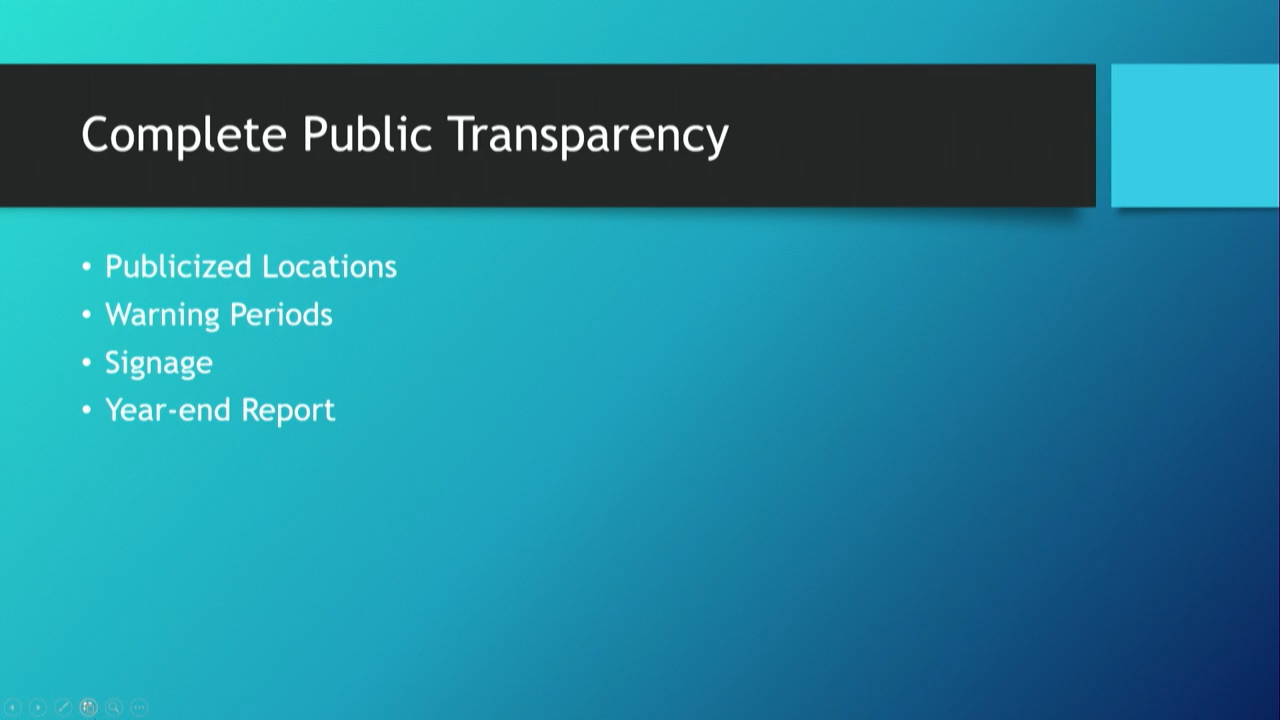 Complete Public Transparency
• Publicized Locations
• Warning Periods
• Signage
• Year-end Report